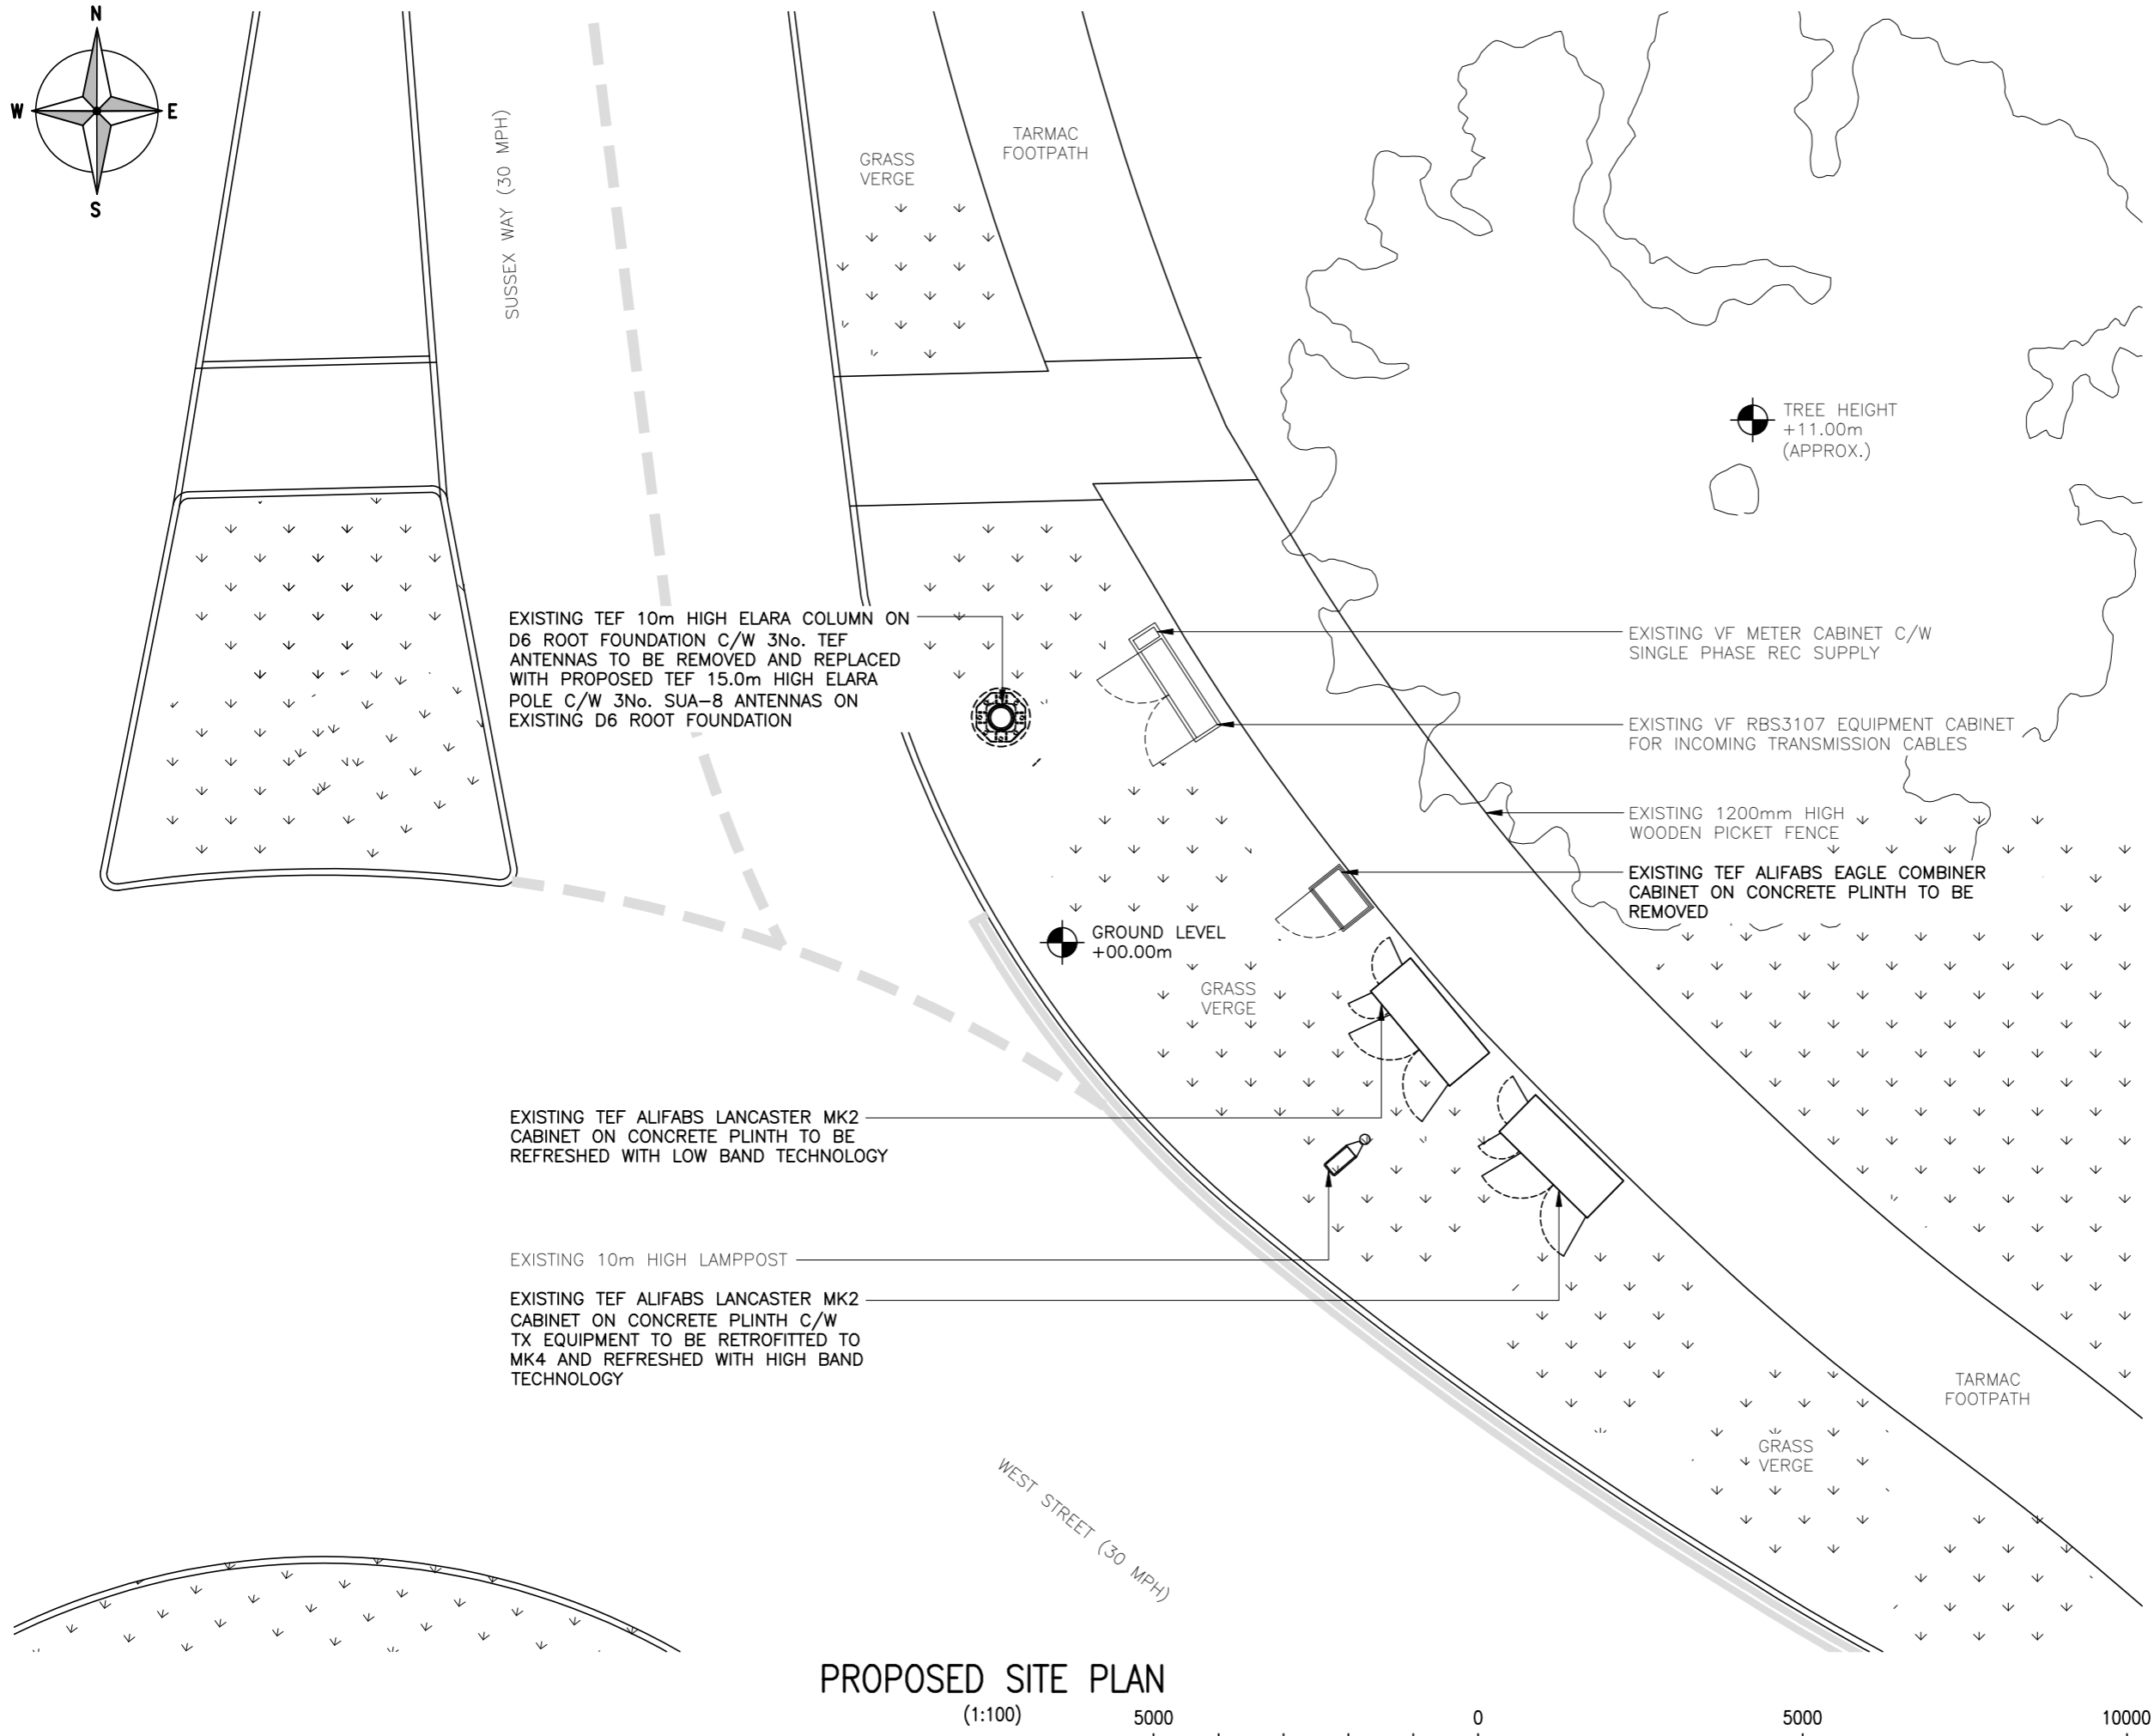 N
W
E
S
SUSSEX WAY (30 MPH)
GRASS
VERGE
TARMAC
FOOTPATH
TREE HEIGHT
+11.00m
(APPROX.)
EXISTING TEF 10m HIGH ELARA COLUMN ON
D6 ROOT FOUNDATION C/W 3No. TEF
ANTENNAS TO BE REMOVED AND REPLACED
WITH PROPOSED TEF 15.0m HIGH ELARA
POLE C/W 3No. SUA-8 ANTENNAS ON
EXISTING D6 ROOT FOUNDATION
EXISTING VF METER CABINET C/W
SINGLE PHASE REC SUPPLY
EXISTING VF RBS3107 EQUIPMENT CABINET
FOR INCOMING TRANSMISSION CABLES
EXISTING 1200mm HIGH
WOODEN PICKET FENCE
EXISTING TEF ALIFABS EAGLE COMBINER
CABINET ON CONCRETE PLINTH TO BE
REMOVED
GROUND LEVEL
+00.00m
GRASS
VERGE
EXISTING TEF ALIFABS LANCASTER MK2
CABINET ON CONCRETE PLINTH TO BE
REFRESHED WITH LOW BAND TECHNOLOGY
EXISTING 10m HIGH LAMPPOST
EXISTING TEF ALIFABS LANCASTER MK2
CABINET ON CONCRETE PLINTH C/W
TX EQUIPMENT TO BE RETROFITTED TO
MK4 AND REFRESHED WITH HIGH BAND
TECHNOLOGY
TARMAC
FOOTPATH
GRASS
VERGE
WEST STREET (30 MPH)
PROPOSED SITE PLAN
(1:100)
5000 0 5000 10000